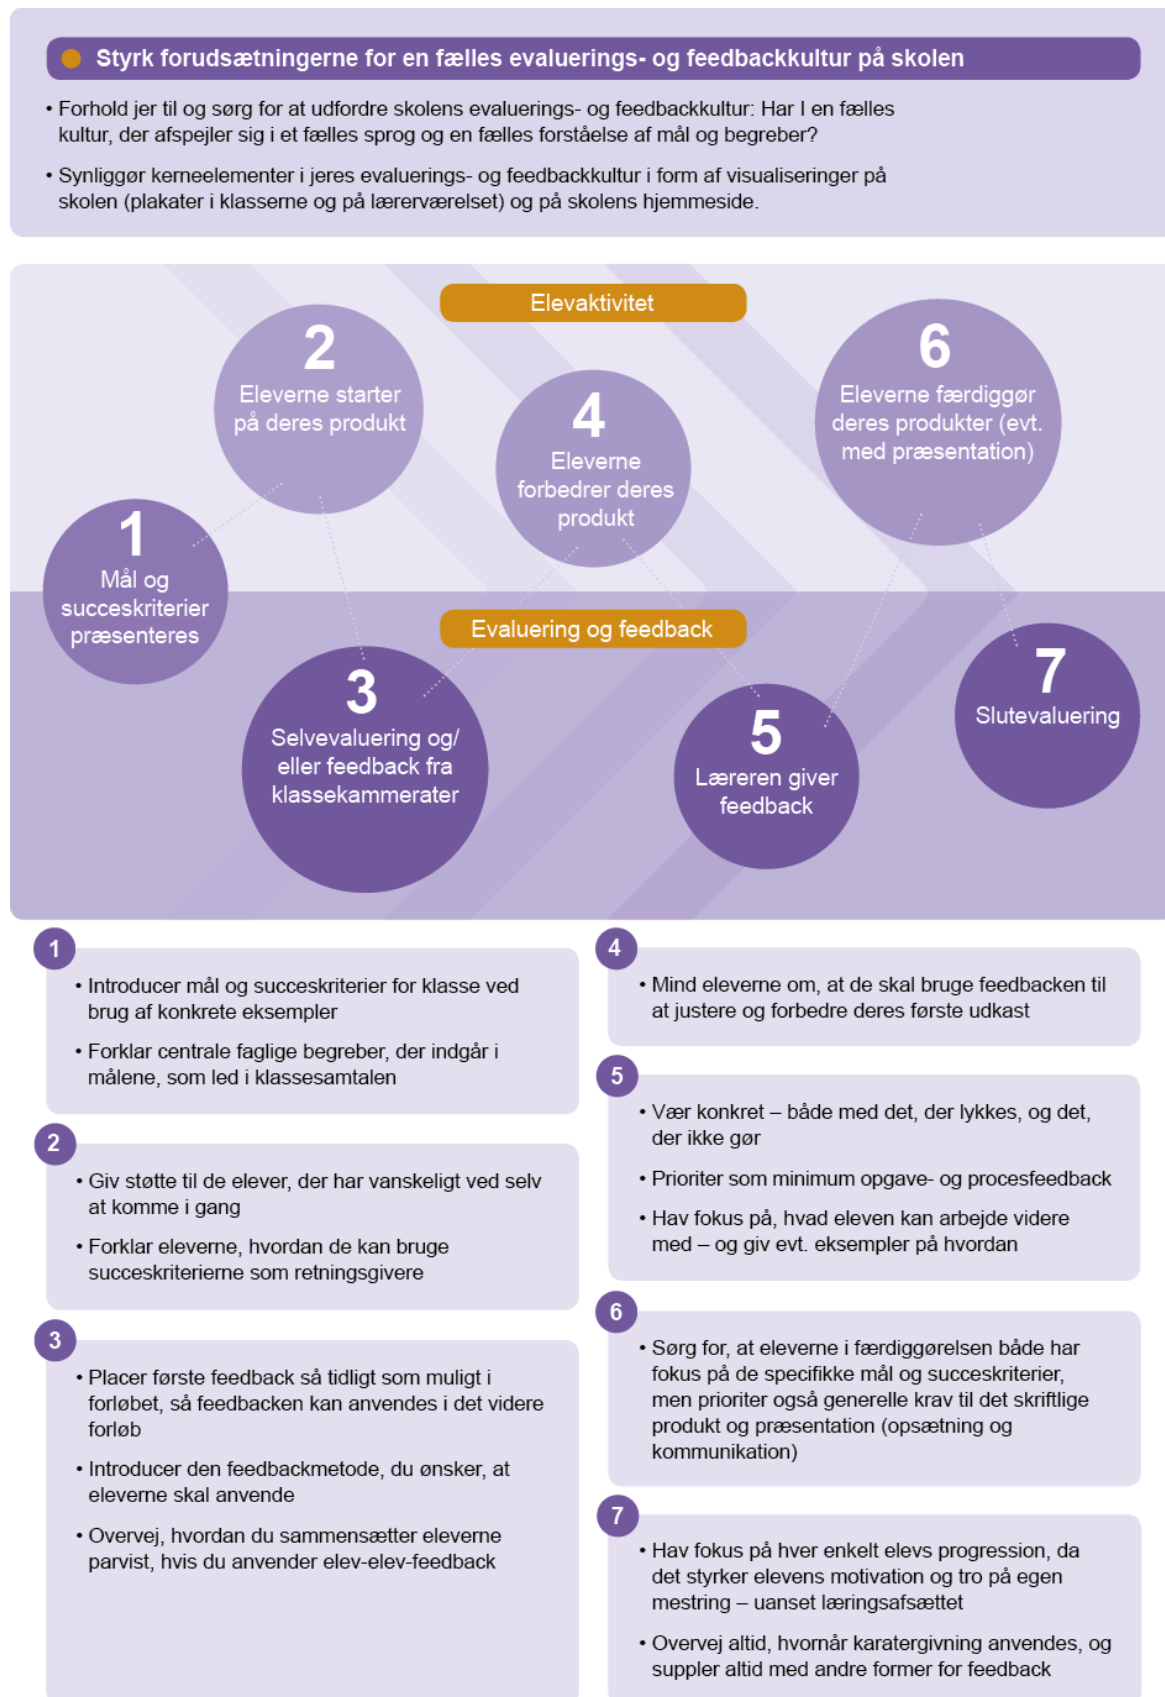 Styrk forudsætningerne for en fælles evaluerings- og feedbackkultur på skolen
• Forhold jer til og sørg for at udfordre skolens evaluerings- og feedbackkultur: Har I en fælles
kultur, der afspejler sig i et fælles sprog og en fælles forståelse af mål og begreber?
• Synliggør kerneelementer i jeres evaluerings- og feedbackkultur i form af visualiseringer på
skolen (plakater i klasserne og på lærerværelset) og på skolens hjemmeside.
Elevaktivitet
1
Mål og
succeskriterier
præsenteres
2
Eleverne starter
på deres produkt
3
Selvevaluering og/
eller feedback fra
klassekammerater
4
Eleverne
forbedrer deres
produkt
5
Læreren giver
feedback
6
Eleverne færdiggør
deres produkter (evt.
med præsentation)
7
Slutevaluering
Evaluering og feedback
1
• Introducer mål og succeskriterier for klasse ved
brug af konkrete eksempler
• Forklar centrale faglige begreber, der indgår i
målene, som led i klassesamtalen
2
• Giv støtte til de elever, der har vanskeligt ved selv
at komme i gang
• Forklar eleverne, hvordan de kan bruge
succeskriterierne som retningsgivere
3
• Placer første feedback så tidligt som muligt i
forløbet, så feedbacken kan anvendes i det videre
forløb
• Introducer den feedbackmetode, du ønsker, at
eleverne skal anvende
• Overvej, hvordan du sammensætter eleverne
parvist, hvis du anvender elev-elev-feedback
4
• Mind eleverne om, at de skal bruge feedbacken til
at justere og forbedre deres første udkast
5
• Vær konkret – både med det, der lykkes, og det,
der ikke gør
• Prioriter som minimum opgave- og procesfeedback
• Hav fokus på, hvad eleven kan arbejde videre
med – og giv evt. eksempler på hvordan
6
• Sørg for, at eleverne i færdiggørelsen både har
fokus på de specifikke mål og succeskriterier,
men prioriter også generelle krav til det skriftlige
produkt og præsentation (opsætning og
kommunikation)
7
• Hav fokus på hver enkelt elevs progression, da
det styrker elevens motivation og tro på egen
mestring – uanset læringsafsættet
• Overvej altid, hvornår karatergivning anvendes, og
suppler altid med andre former for feedback